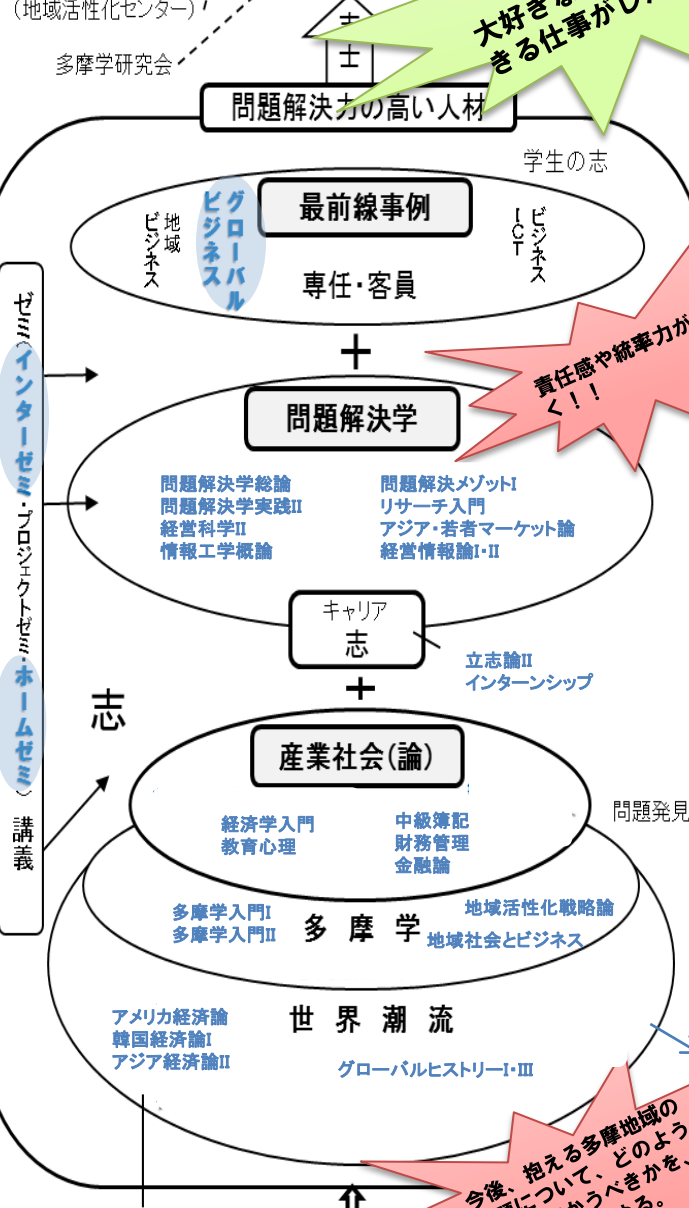 （地域活性化センター）
多摩学研究会
志
士
大好きな
きる仕事がし
問題解決力の高い人材
学生の志
最前線事例
地域
ビジネス
グローバル
ビジネス
ビジネス
ICT
専任・客員
+
責任感や統率力が
く！！
問題解決学
問題解決学総論
問題解決学実践II
経営科学II
情報工学概論
問題解決メゾットI
リサーチ入門
アジア・若者マーケット論
経営情報論I・II
ゼミ（インターゼミ・プロジェクトゼミ・ホームゼミ） 講義
キャリア
志
立志論II
インターンシップ
+
志
産業社会（論）
経済学入門
教育心理
中級簿記
財務管理
金融論
問題発見
多摩学入門I
多摩学入門II
多摩学
地域活性化戦略論
地域社会とビジネス
世界潮流
アメリカ経済論
韓国経済論I
アジア経済論II
グローバルヒストリーI・III
今後、抱える多摩地域の
について、どのよう
かうべきかを、
る。